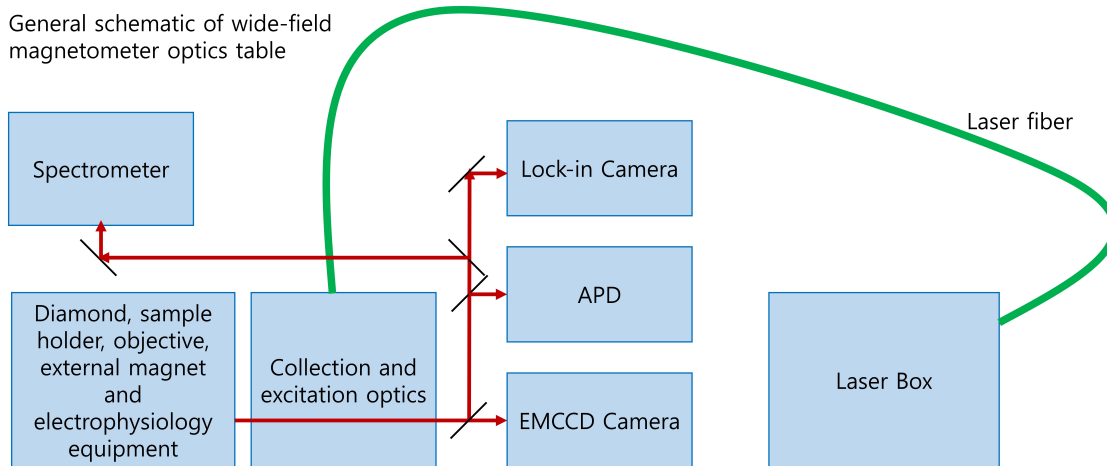 General schematic of wide-field
magnetometer optics table
Laser fiber
Spectrometer
Lock-in Camera
APD
Diamond, sample
holder, objective,
external magnet
and
electrophysiology
equipment
Collection and
excitation optics
EMCCD Camera
Laser Box